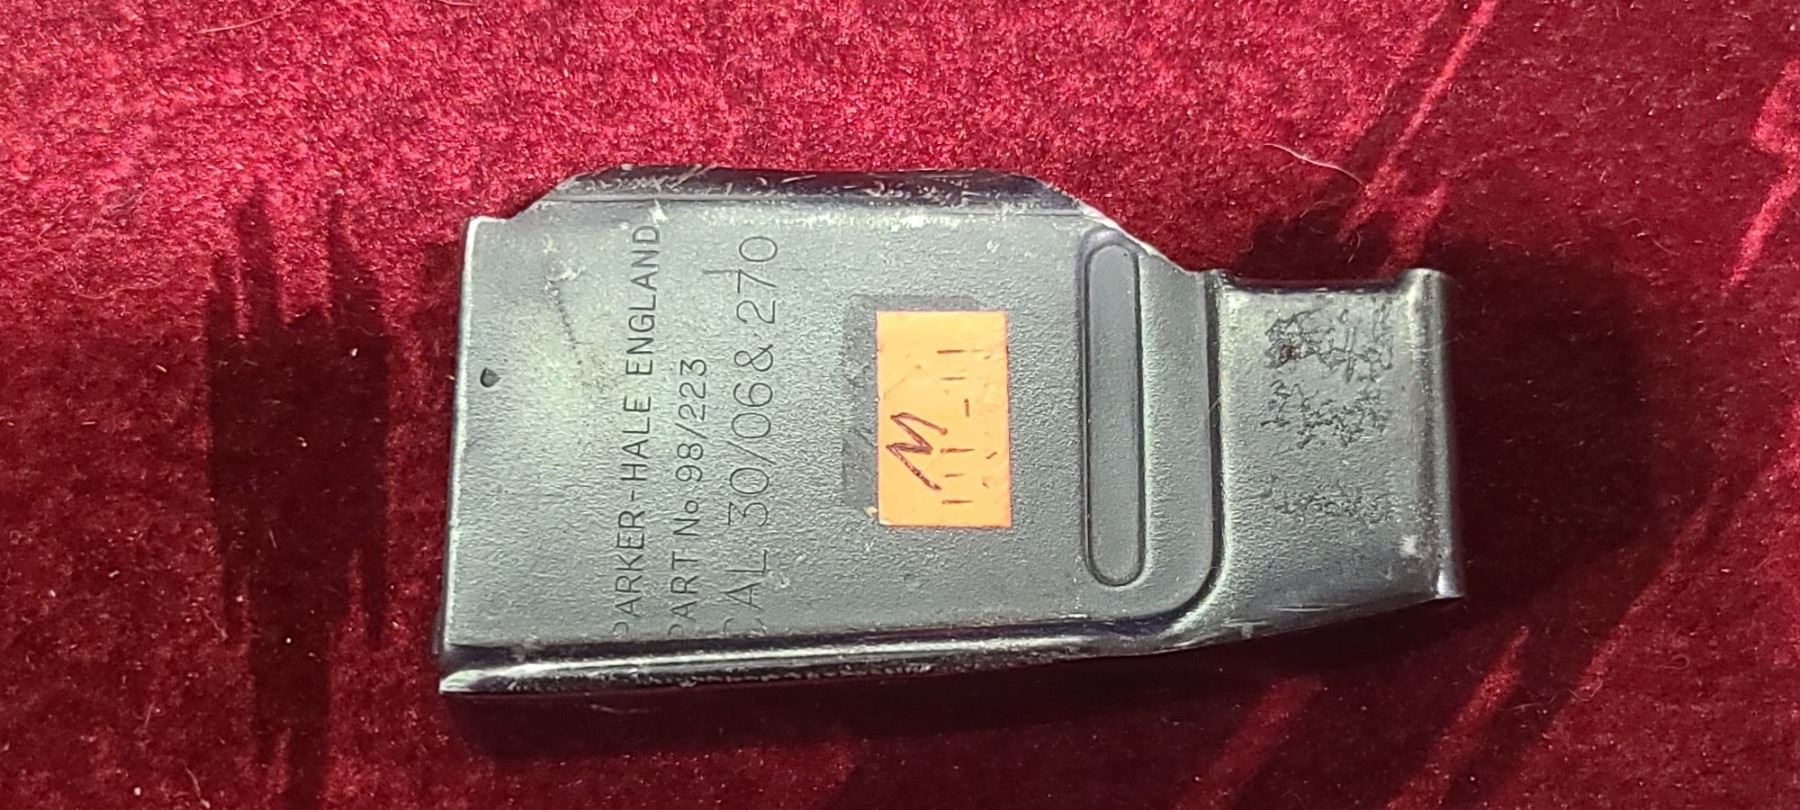 PARKER-HALE ENGLAND
PART No 98/223
CAL 30/06 & 270
M